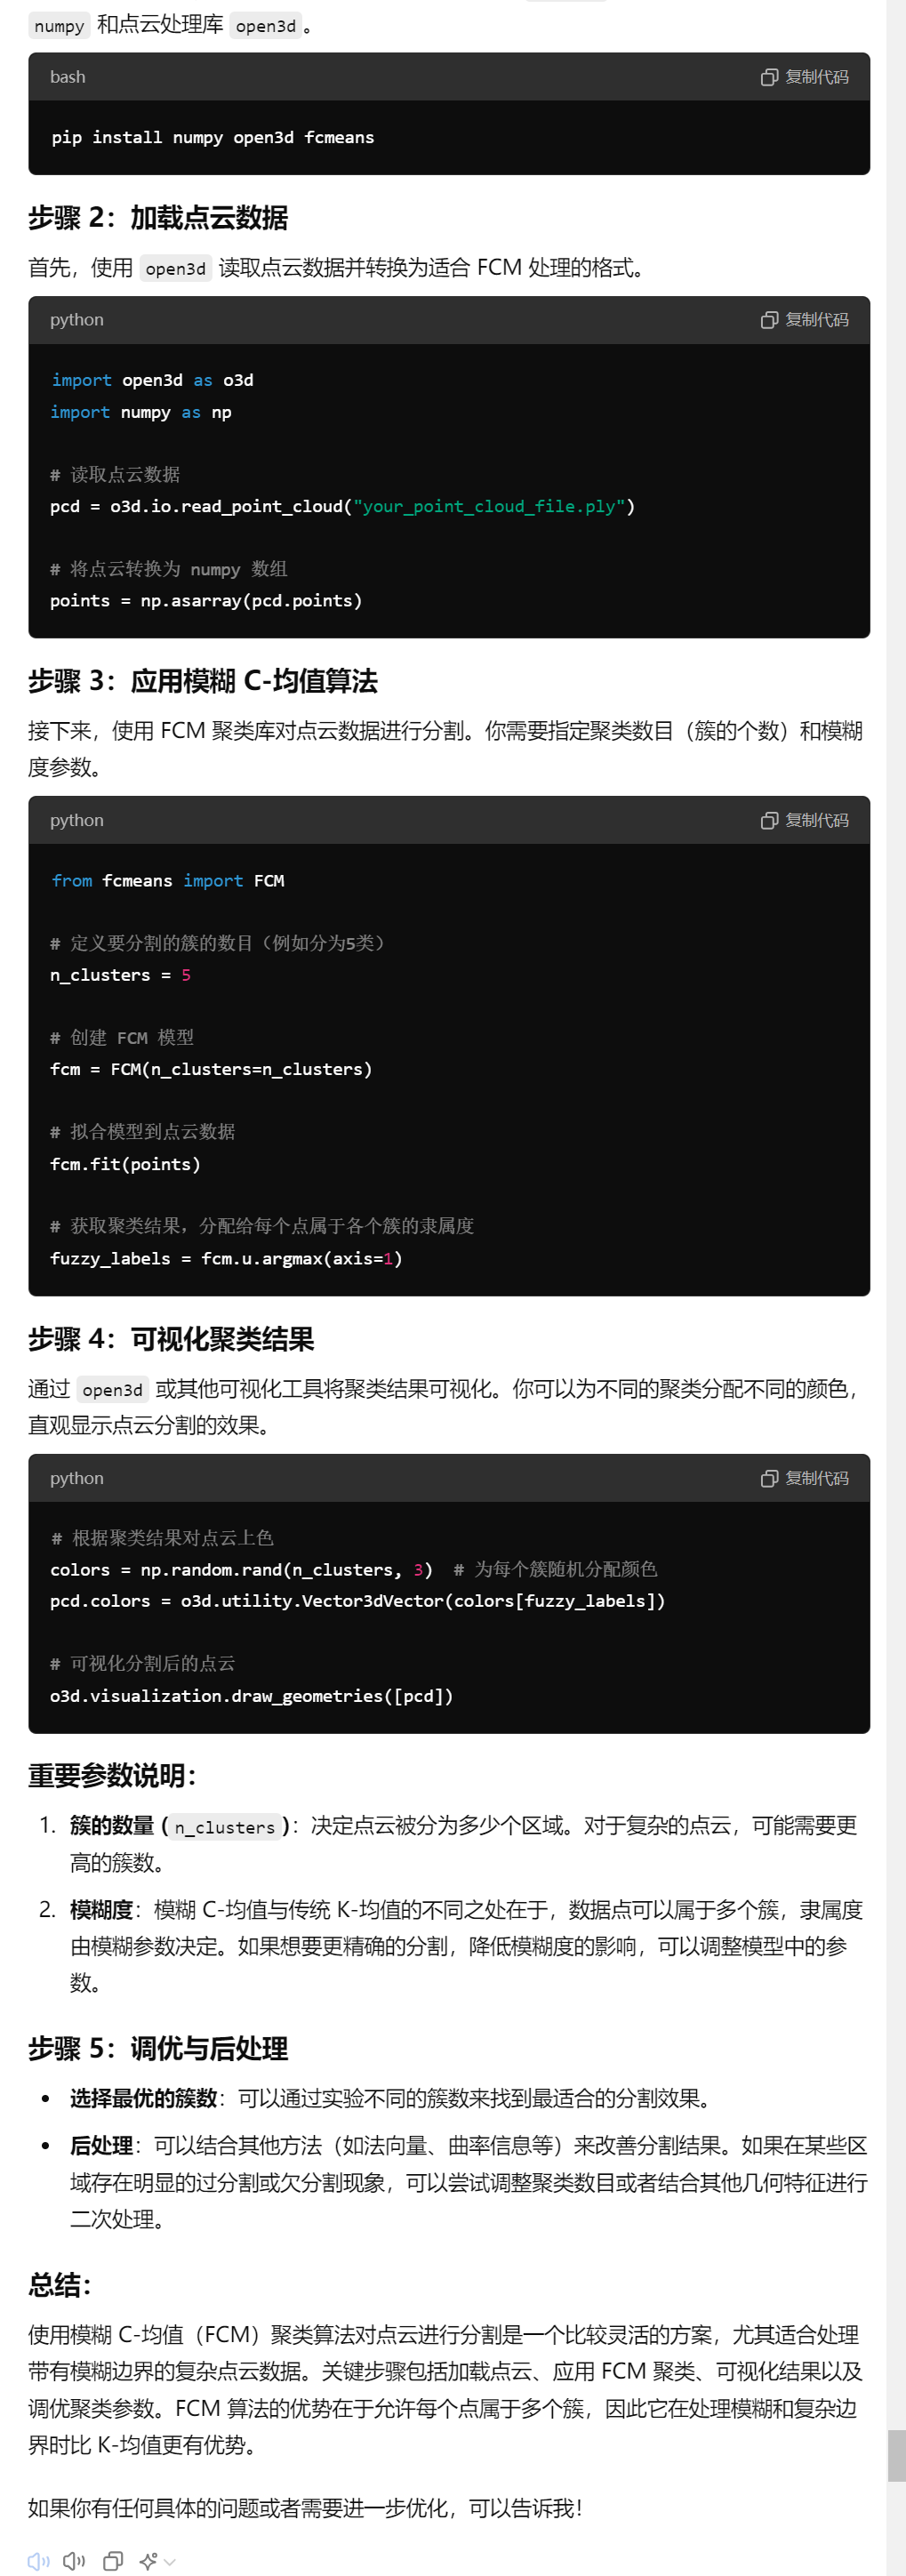 numpy 和点云处理库 open3d 。
bash 复制代码
pip install numpy open3d fcmeans
步骤 2：加载点云数据
首先，使用 open3d 读取点云数据并转换为适合 FCM 处理的格式。
python 复制代码
import open3d as o3d
import numpy as np
# 读取点云数据
pcd = o3d.io.read_point_cloud("your_point_cloud_file.ply")
# 将点云转换为 numpy 数组
points = np.asarray(pcd.points)
步骤 3：应用模糊 C-均值算法
接下来，使用 FCM 聚类库对点云数据进行分割。你需要指定聚类数目（簇的个数）和模糊
度参数。
python 复制代码
from fcmeans import FCM
# 定义要分割的簇的数目（例如分为5类）
n_clusters = 5
# 创建 FCM 模型
fcm = FCM(n_clusters=n_clusters)
# 拟合模型到点云数据
fcm.fit(points)
# 获取聚类结果，分配给每个点属于各个簇的隶属度
fuzzy_labels = fcm.u.argmax(axis=1)
步骤 4：可视化聚类结果
通过 open3d 或其他可视化工具将聚类结果可视化。你可以为不同的聚类分配不同的颜色，
直观显示点云分割的效果。
python 复制代码
# 根据聚类结果对点云上色
colors = np.random.rand(n_clusters, 3)  # 为每个簇随机分配颜色
pcd.colors = o3d.utility.Vector3dVector(colors[fuzzy_labels])
# 可视化分割后的点云
o3d.visualization.draw_geometries([pcd])
重要参数说明：
1. 簇的数量 (n_clusters)：决定点云被分为多少个区域。对于复杂的点云，可能需要更
高的簇数。
2. 模糊度：模糊 C-均值与传统 K-均值的不同之处在于，数据点可以属于多个簇，隶属度
由模糊参数决定。如果想要更精确的分割，降低模糊度的影响，可以调整模型中的参
数。
步骤 5：调优与后处理
• 选择最优的簇数：可以通过实验不同的簇数来找到最适合的分割效果。
• 后处理：可以结合其他方法（如法向量、曲率信息等）来改善分割结果。如果在某些区
域存在明显的过分割或欠分割现象，可以尝试调整聚类数目或者结合其他几何特征进行
二次处理。
总结：
使用模糊 C-均值（FCM）聚类算法对点云进行分割是一个比较灵活的方案，尤其适合处理
带有模糊边界的复杂点云数据。关键步骤包括加载点云、应用 FCM 聚类、可视化结果以及
调优聚类参数。FCM 算法的优势在于允许每个点属于多个簇，因此它在处理模糊和复杂边
界时比 K-均值更有优势。
如果你有任何具体的问题或者需要进一步优化，可以告诉我！